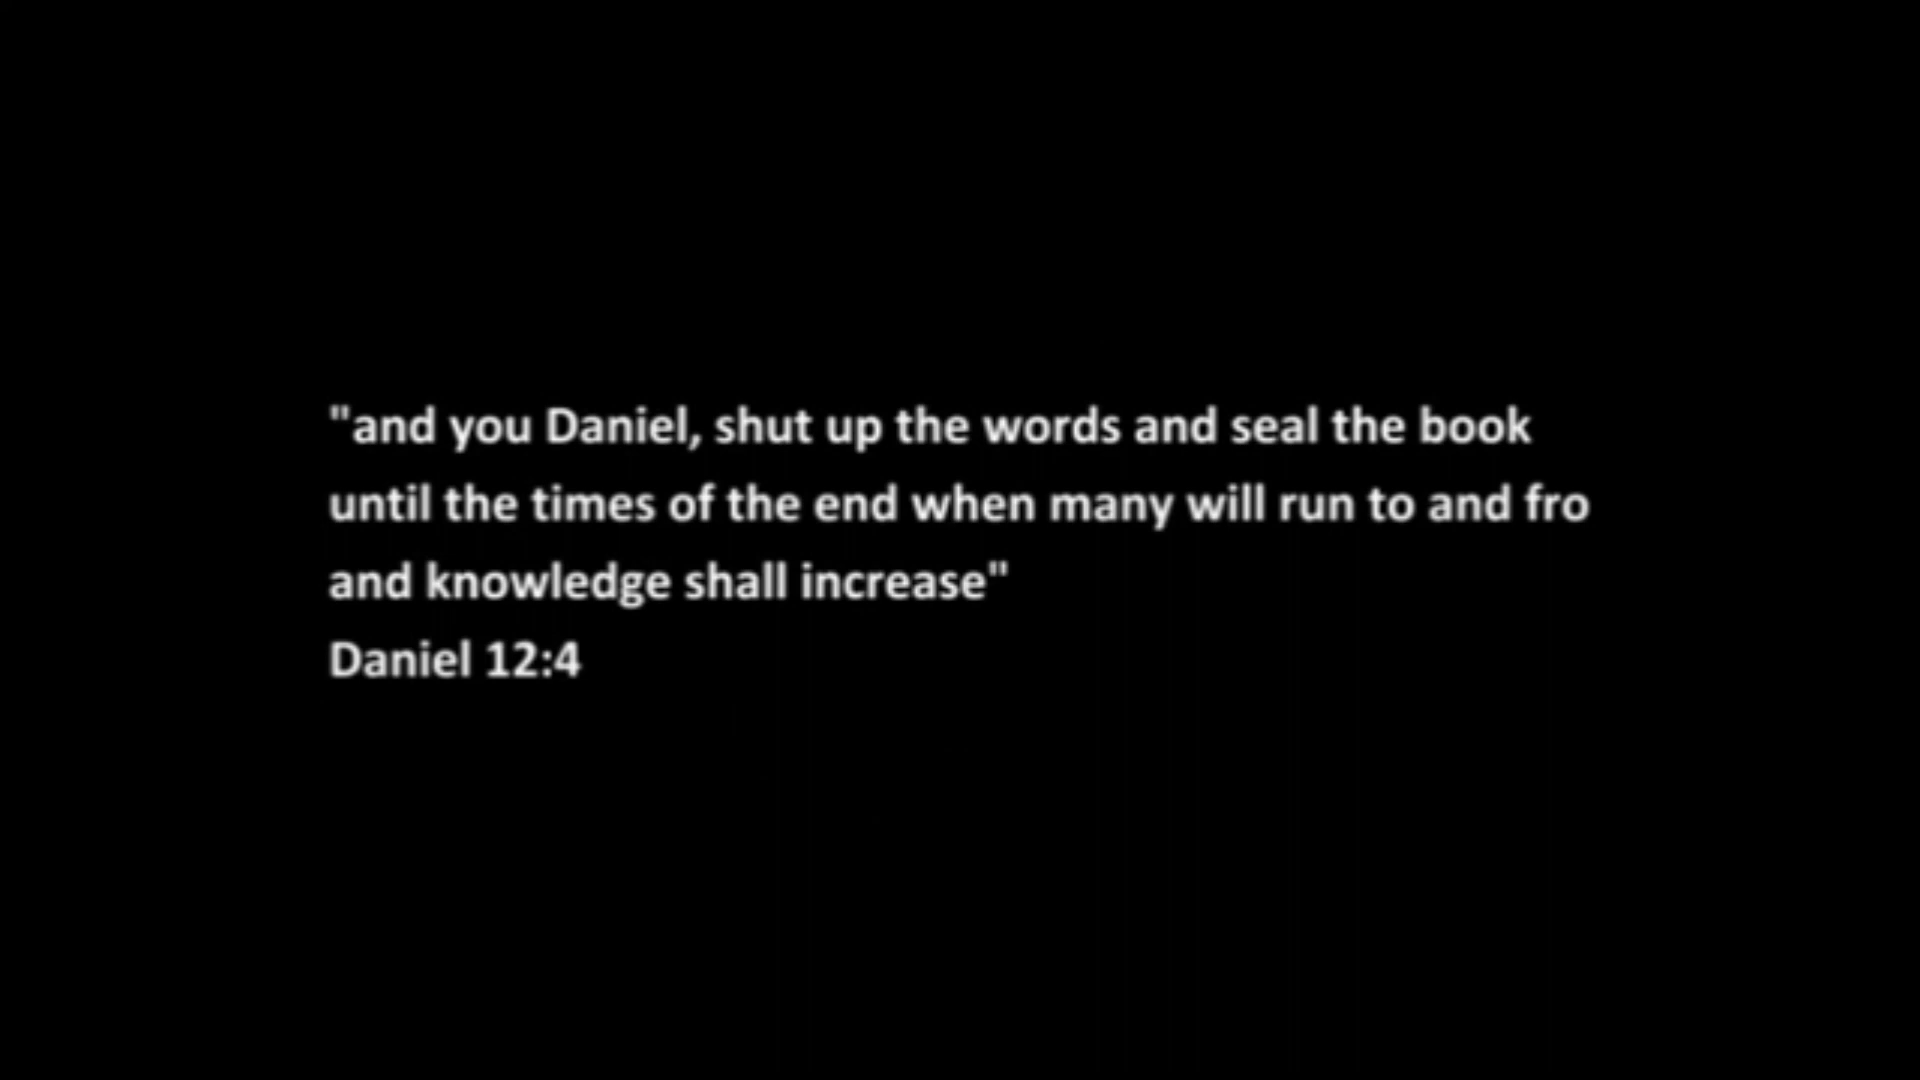 "and you Daniel, shut up the words and seal the book
until the times of the end when many will run to and fro
and knowledge shall increase"
Daniel 12:4